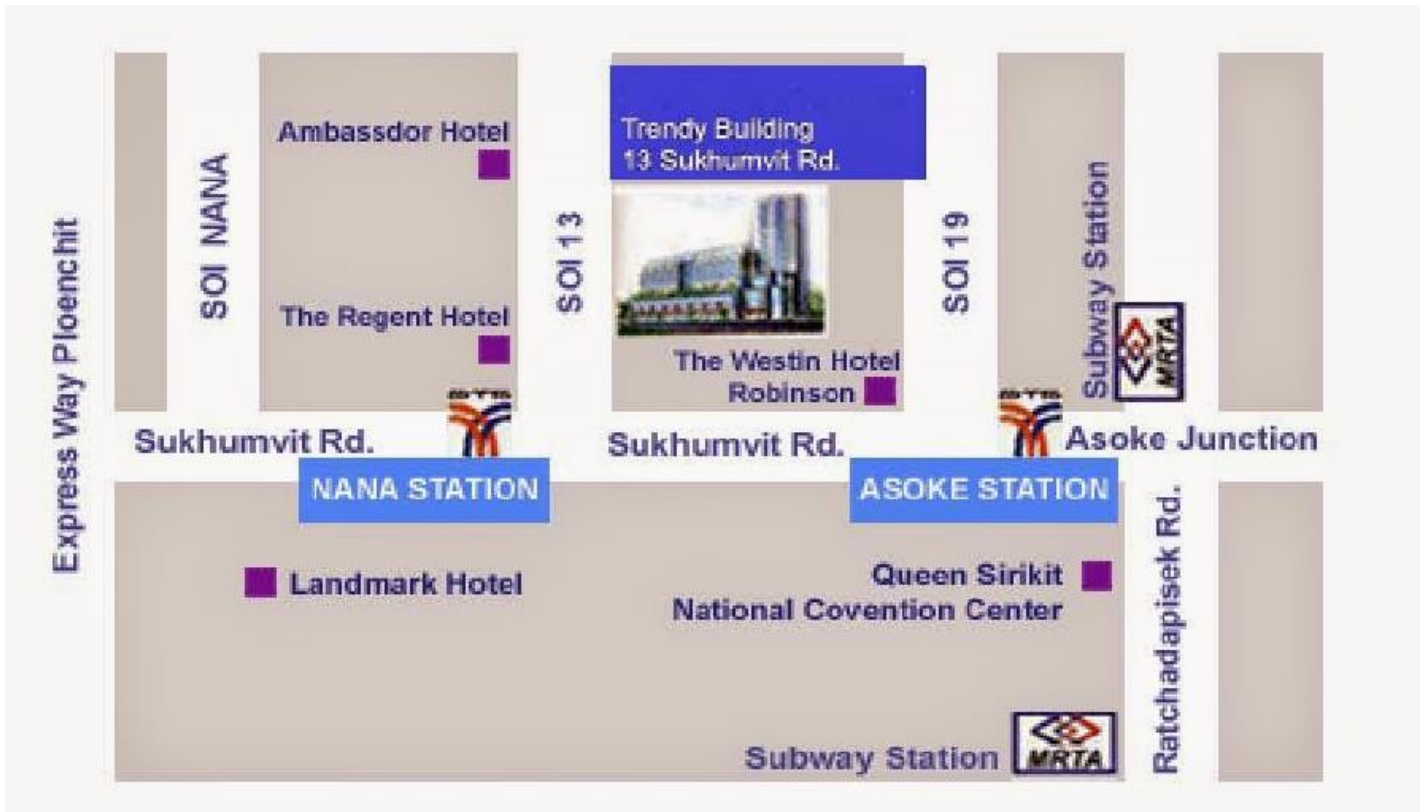 Ambassdor Hotel
Trendy Building
13 Sukhumvit Rd.
Express Way Ploenchit
SOI NANA
SOI 13
SOI 19
Subway Station
MRTA
The Regent Hotel
The Westin Hotel
Robinson
BTS
BTS
Sukhumvit Rd.
Sukhumvit Rd.
Asoke Junction
NANA STATION
ASOKE STATION
Landmark Hotel
Queen Sirikit
National Covention Center
Ratchadapisek Rd.
Subway Station
MRTA